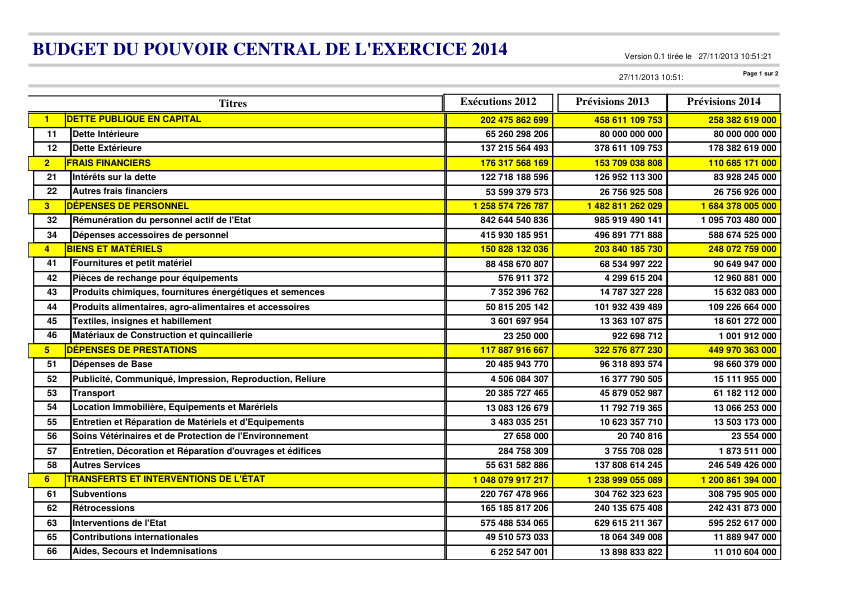 BUDGET DU POUVOIR CENTRAL DE L'EXERCICE 2014
Version 0.1 tirée le 27/11/2013 10:51:21
27/11/2013 10:51: Page 1 sur 2
Titres Exécutions 2012 Prévisions 2013 Prévisions 2014
1 DETTE PUBLIQUE EN CAPITAL 202 475 862 699 458 611 109 753 258 382 619 000
11 Dette Intérieure 65 260 298 206 80 000 000 000 80 000 000 000
12 Dette Extérieure 137 215 564 493 378 611 109 753 178 382 619 000
2 FRAIS FINANCIERS 176 317 568 169 153 709 038 808 110 685 171 000
21 Intérêts sur la dette 122 718 188 596 126 952 113 300 83 928 245 000
22 Autres frais financiers 53 599 379 573 26 756 925 508 26 756 926 000
3 DÉPENSES DE PERSONNEL 1 258 574 726 787 1 482 811 262 029 1 684 378 005 000
32 Rémunération du personnel actif de l'Etat 842 644 540 836 985 919 490 141 1 095 703 480 000
34 Dépenses accessoires de personnel 415 930 185 951 496 891 771 888 588 674 525 000
4 BIENS ET MATÉRIELS 150 828 132 036 203 840 185 730 248 072 759 000
41 Fournitures et petit matériel 88 458 670 807 68 534 997 222 90 649 947 000
42 Pièces de rechange pour équipements 576 911 372 4 299 615 204 12 960 881 000
43 Produits chimiques, fournitures énergétiques et semences 7 352 396 762 14 787 327 228 15 632 083 000
44 Produits alimentaires, agro-alimentaires et accessoires 50 815 205 142 101 932 439 489 109 226 664 000
45 Textiles, insignes et habillement 3 601 697 954 13 363 107 875 18 601 272 000
46 Matériaux de Construction et quincaillerie 23 250 000 922 698 712 1 001 912 000
5 DÉPENSES DE PRESTATIONS 117 887 916 667 322 576 877 230 449 970 363 000
51 Dépenses de Base 20 485 943 770 96 318 893 574 98 660 379 000
52 Publicité, Communiqué, Impression, Reproduction, Reliure 4 506 084 307 16 377 790 505 15 111 955 000
53 Transport 20 385 727 465 45 879 052 987 61 182 112 000
54 Location Immobilière, Equipements et Marériels 13 083 126 679 11 792 719 365 13 066 253 000
55 Entretien et Réparation de Matériels et d'Equipements 3 483 035 251 10 623 357 710 13 503 173 000
56 Soins Vétérinaires et de Protection de l'Environnement 27 658 000 20 740 816 23 554 000
57 Entretien, Décoration et Réparation d'ouvrages et édifices 284 758 309 3 755 708 028 1 873 511 000
58 Autres Services 55 631 582 886 137 808 614 245 246 549 426 000
6 TRANSFERTS ET INTERVENTIONS DE L'ÉTAT 1 048 079 917 217 1 238 999 055 089 1 200 861 394 000
61 Subventions 220 767 478 966 304 762 323 623 308 795 905 000
62 Rétrocessions 165 185 817 206 240 135 675 408 242 431 873 000
63 Interventions de l'Etat 575 488 534 065 629 615 211 367 595 252 617 000
65 Contributions internationales 49 510 573 033 18 064 349 008 11 889 947 000
66 Aides, Secours et Indemnisations 6 252 547 001 13 898 833 822 11 010 604 000